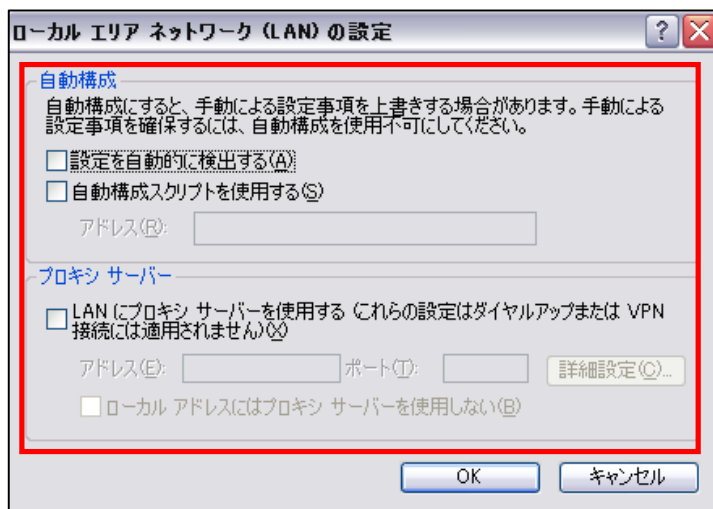 ローカル エリア ネットワーク (LAN) の設定
自動構成
自動構成にすると、手動による設定事項を上書きする場合があります。手動による
設定事項を確保するには、自動構成を使用不可にしてください。
設定を自動的に検出する(A)
自動構成スクリプトを使用する(S)
アドレス(R):
プロキシ サーバー
LAN にプロキシ サーバーを使用する (これらの設定はダイヤルアップまたは VPN
接続には適用されません)(X)
アドレス(E): ポート(T): 詳細設定(C)...
ローカル アドレスにはプロキシ サーバーを使用しない(B)
OK キャンセル